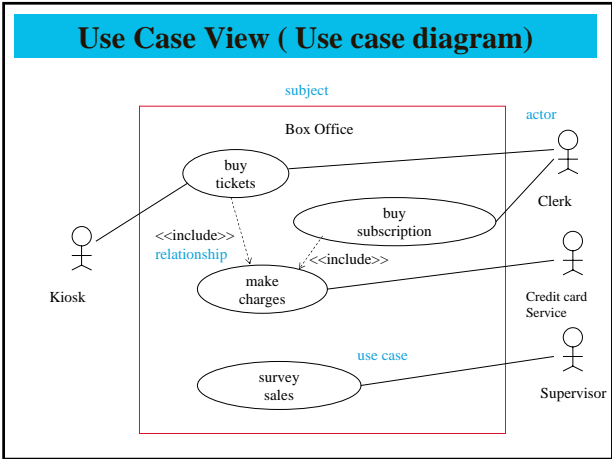 Use Case View ( Use case diagram)
subject
actor
Box Office
buy
tickets
Clerk
buy
subscription
<<include>>
relationship
<<include>>
Kiosk
make
charges
Credit card
Service
use case
survey
sales
Supervisor